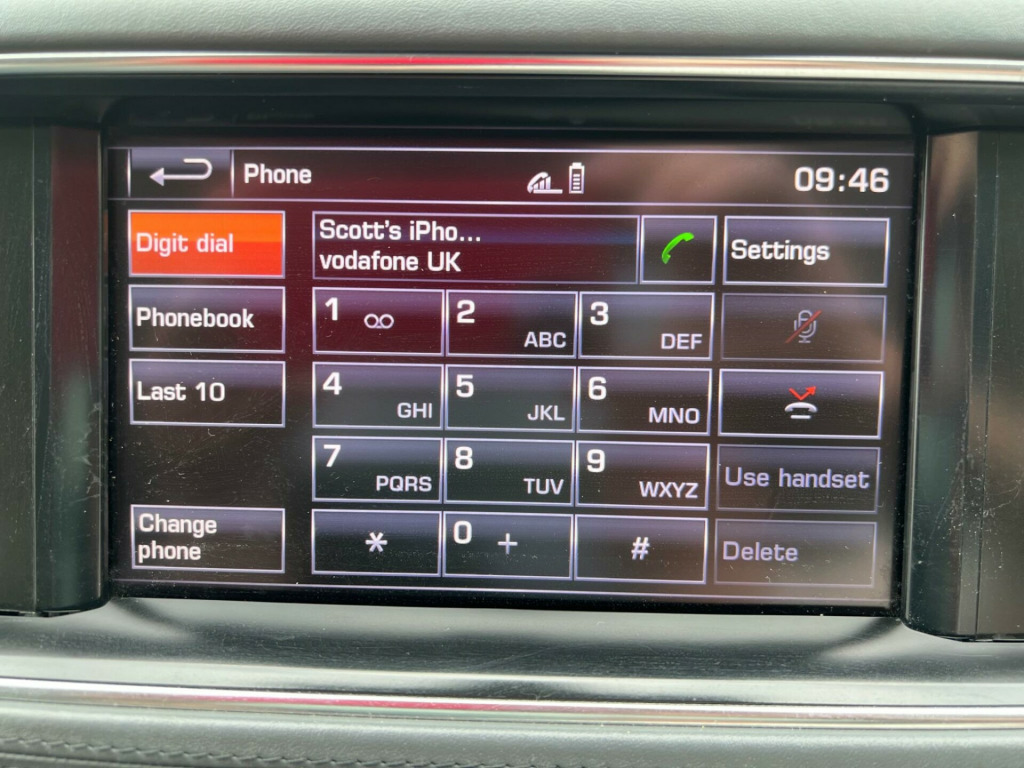 Phone
09:46
Digit dial
Scott's iPho...
vodafone UK
Settings
Phonebook
1
2 ABC
3 DEF
Last 10
4 GHI
5 JKL
6 MNO
7 PQRS
8 TUV
9 WXYZ
Use handset
Change
phone
*
0 +
#
Delete